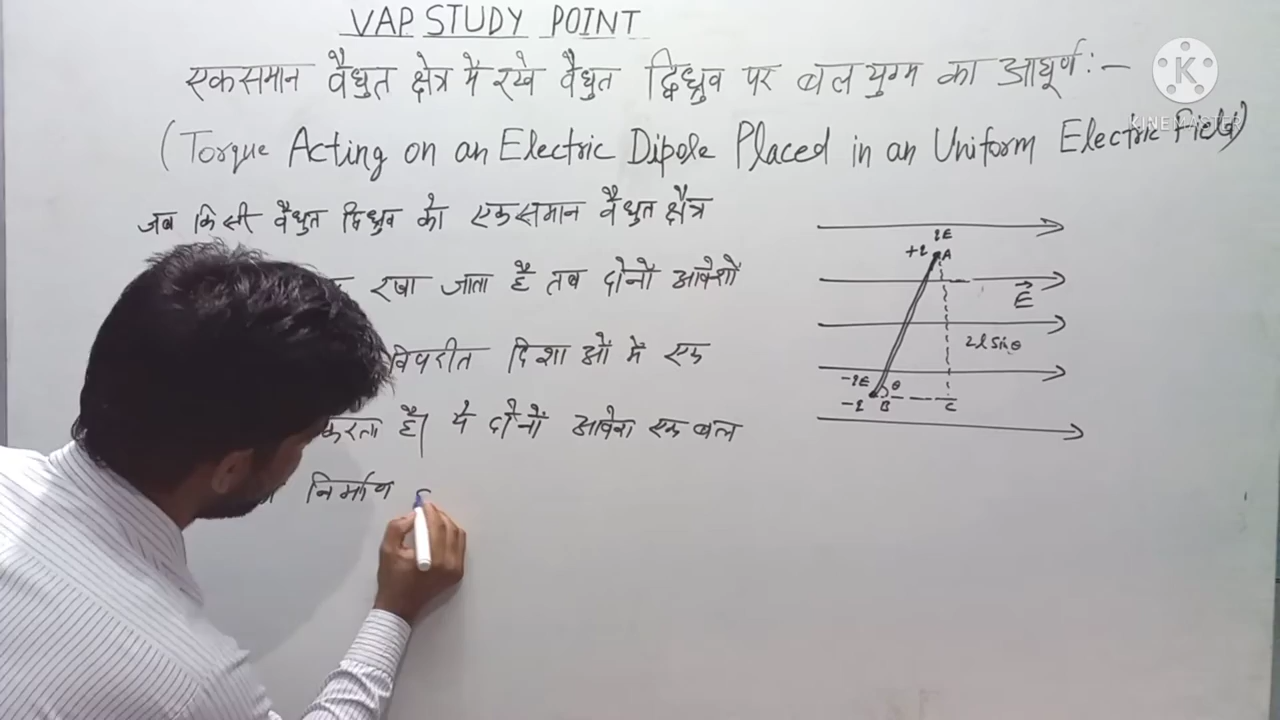 VAP STUDY POINT
एकसमान वैधुत क्षेत्र में रखे वैधुत द्विध्रुव पर बल युग्म का आघूर्ण :-
(Torque Acting on an Electric Dipole Placed in an Uniform Electric Field)
KINEMASTER
जब किसी वैधुत द्विध्रुव को एकसमान वैधुत क्षेत्र
रखा जाता है तब दोनों आवेशों
विपरीत दिशाओं में एक
करता है। ये दोनों आवेश एक बल
निर्माण
qE
+q A
E
2l sinθ
-qE θ
-q B C